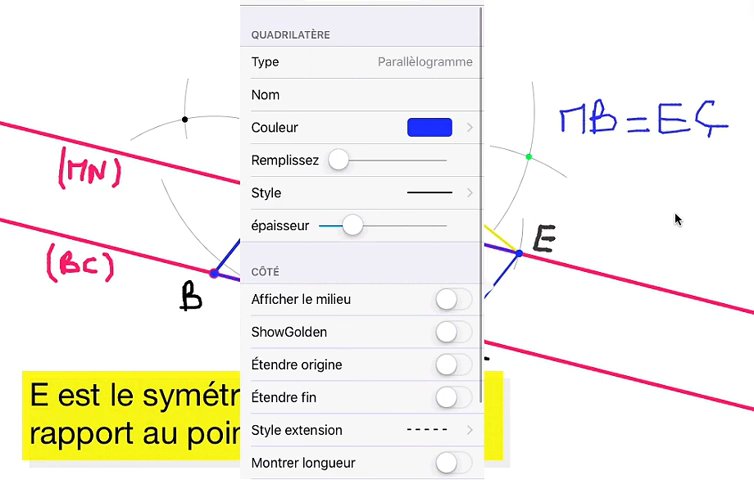 QUADRILATÈRE
Type Parallèlogramme
Nom
Couleur
Remplissez
Style
épaisseur
CÔTÉ
Afficher le milieu
ShowGolden
Étendre origine
Étendre fin
Style extension
Montrer longueur
(MN)
(BC)
B
E
MB = EC
E est le symétr
rapport au poin